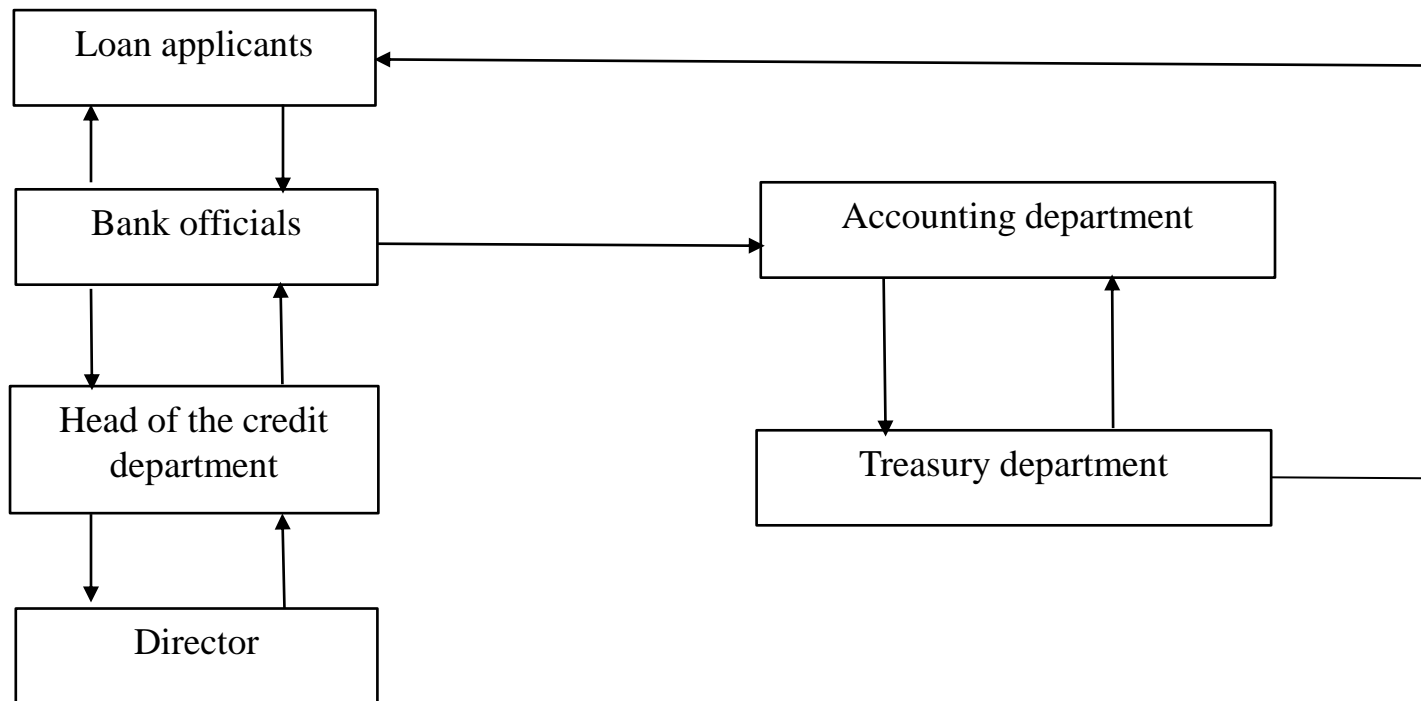 Loan applicants
Bank officials
Accounting department
Head of the credit
department
Treasury department
Director